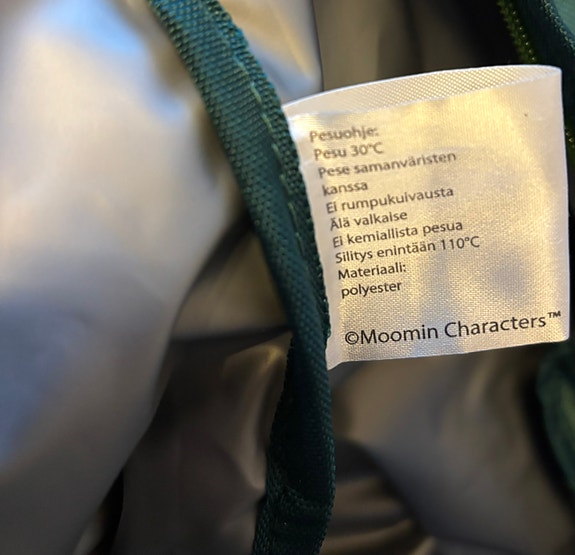 Pesuohje:
Pesu 30°C
Pese samanväristen
kanssa
Ei rumpukuivausta
Älä valkaise
Ei kemiallista pesua
Silitys enintään 110°C
Materiaali:
polyester
©Moomin Characters™